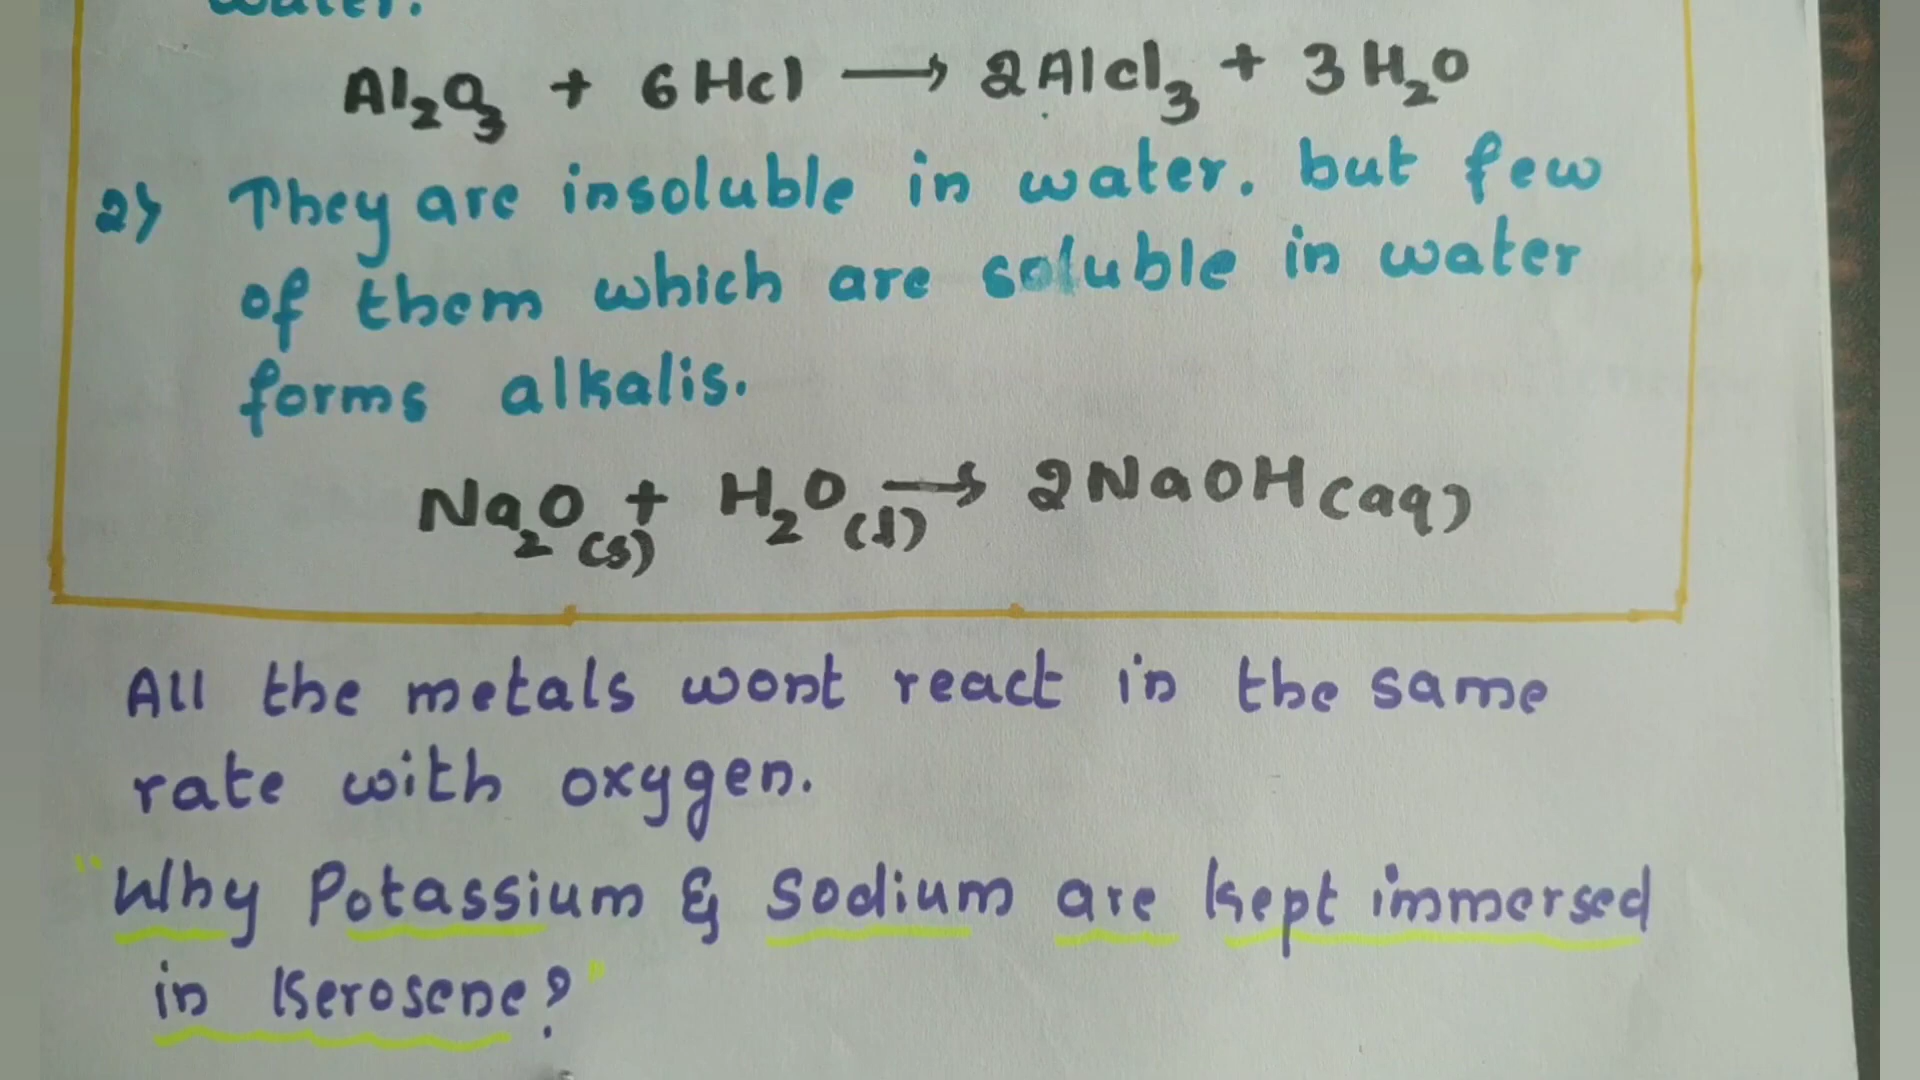 water.
Al₂O₃ + 6Hcl → 2Alcl₃ + 3H₂O
2) They are insoluble in water. but few
of them which are soluble in water
forms alkalis.
Na₂O(s) + H₂O(l) → 2NaOH(aq)
All the metals wont react in the same
rate with oxygen.
"Why Potassium & Sodium are kept immersed
in Kerosene?"